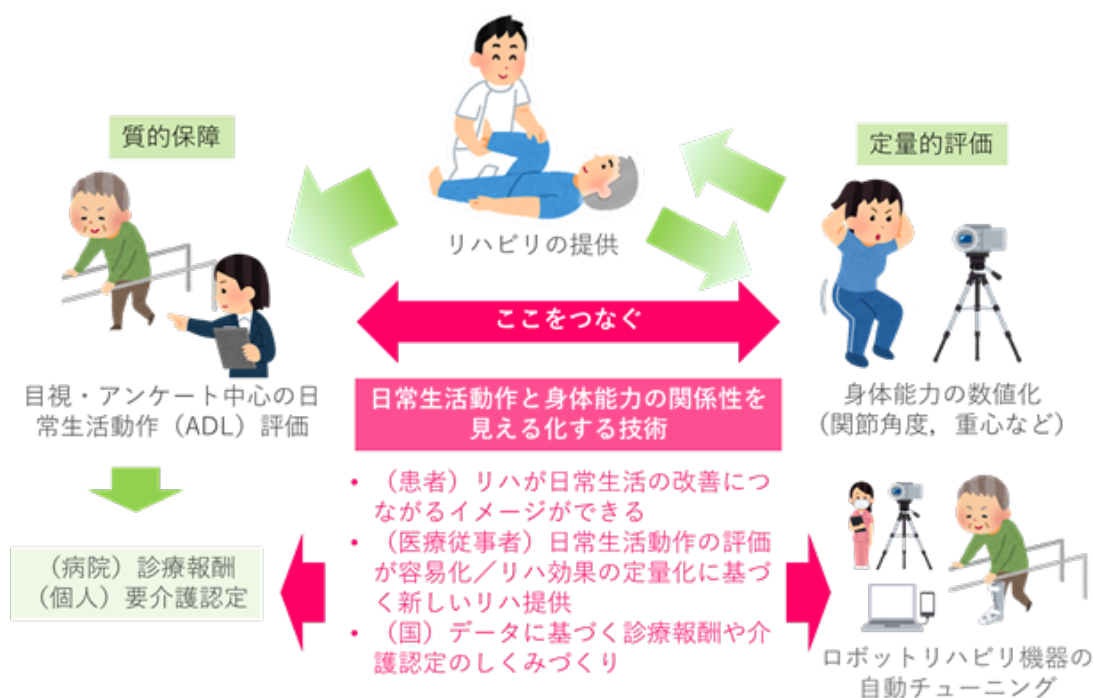 質的保障
定量的評価
リハビリの提供
ここをつなぐ
目視・アンケート中心の日
常生活動作（ADL）評価
日常生活動作と身体能力の関係性を
見える化する技術
身体能力の数値化
（関節角度，重心など）
• （患者）リハが日常生活の改善につ
ながるイメージができる
• （医療従事者）日常生活動作の評価
が容易化／リハ効果の定量化に基づ
く新しいリハ提供
• （国）データに基づく診療報酬や介
護認定のしくみづくり
（病院）診療報酬
（個人）要介護認定
ロボットリハビリ機器の
自動チューニング